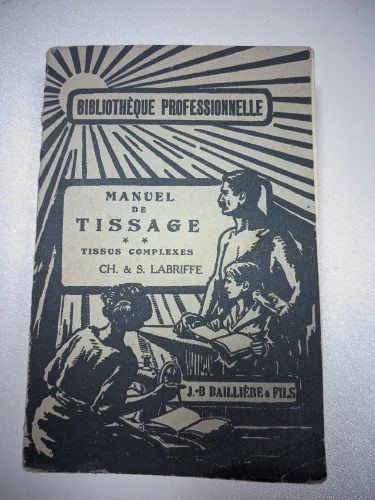 BIBLIOTHÈQUE PROFESSIONNELLE
MANUEL
DE
TISSAGE
* *
TISSUS COMPLEXES
CH. & S. LABRIFFE
J.-B BAILLIÈRE & FILS